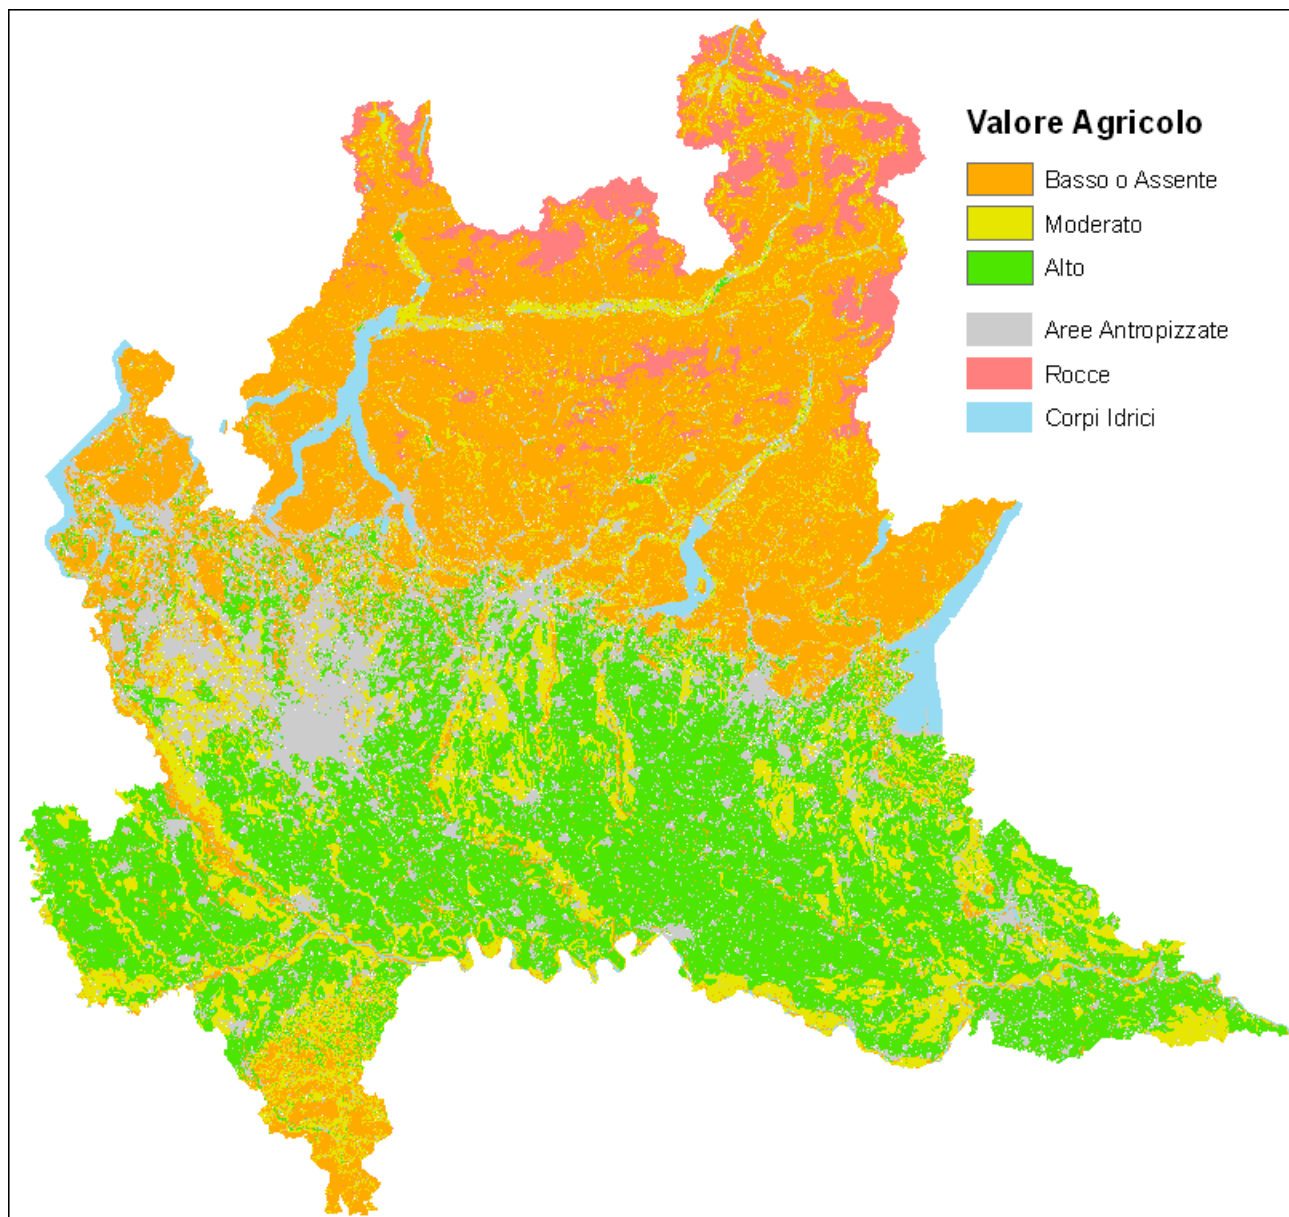 Valore Agricolo
Basso o Assente
Moderato
Alto
Aree Antropizzate
Rocce
Corpi Idrici